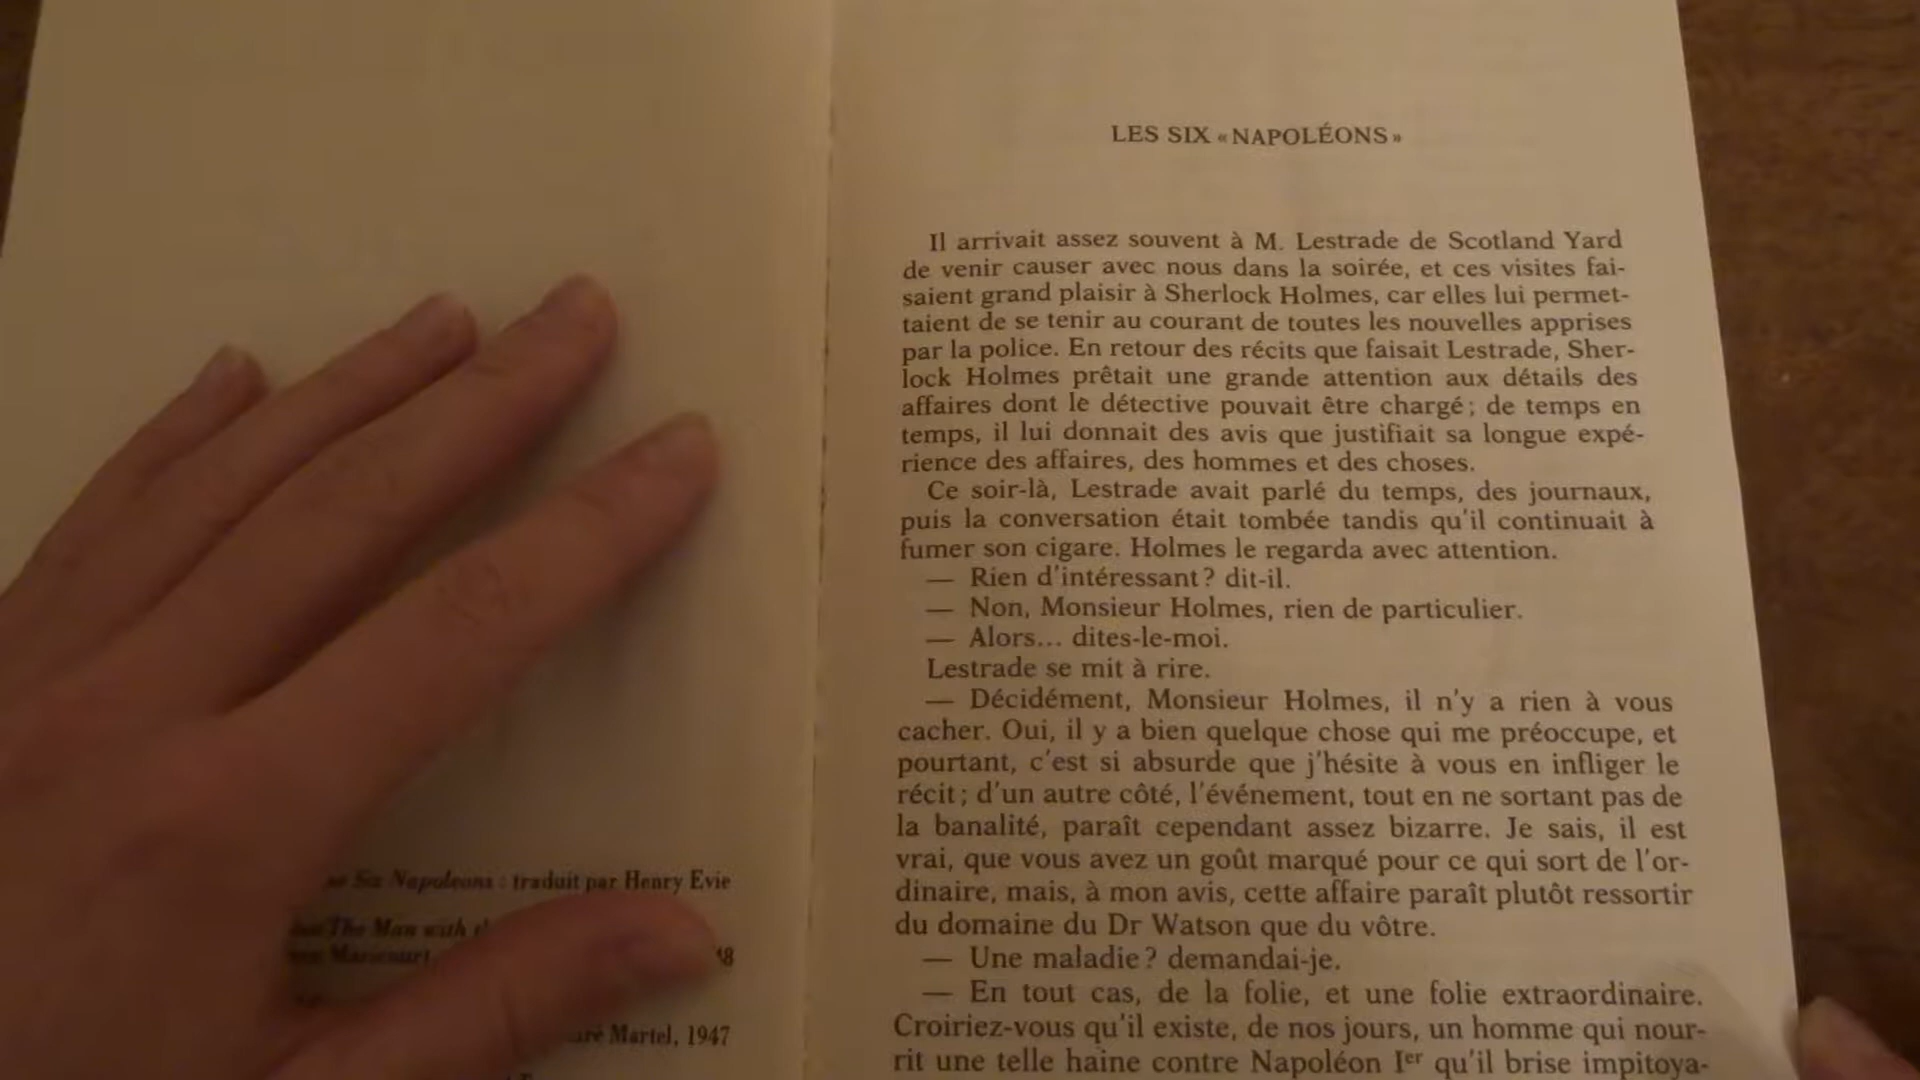 Six Napoleons : traduit par Henry Evie
The Man with
Maricourt,
Martel, 1947
LES SIX « NAPOLÉONS »
Il arrivait assez souvent à M. Lestrade de Scotland Yard
de venir causer avec nous dans la soirée, et ces visites fai-
saient grand plaisir à Sherlock Holmes, car elles lui permet-
taient de se tenir au courant de toutes les nouvelles apprises
par la police. En retour des récits que faisait Lestrade, Sher-
lock Holmes prêtait une grande attention aux détails des
affaires dont le détective pouvait être chargé ; de temps en
temps, il lui donnait des avis que justifiait sa longue expé-
rience des affaires, des hommes et des choses.
Ce soir-là, Lestrade avait parlé du temps, des journaux,
puis la conversation était tombée tandis qu'il continuait à
fumer son cigare. Holmes le regarda avec attention.
— Rien d'intéressant ? dit-il.
— Non, Monsieur Holmes, rien de particulier.
— Alors... dites-le-moi.
Lestrade se mit à rire.
— Décidément, Monsieur Holmes, il n'y a rien à vous
cacher. Oui, il y a bien quelque chose qui me préoccupe, et
pourtant, c'est si absurde que j'hésite à vous en infliger le
récit ; d'un autre côté, l'événement, tout en ne sortant pas de
la banalité, paraît cependant assez bizarre. Je sais, il est
vrai, que vous avez un goût marqué pour ce qui sort de l'or-
dinaire, mais, à mon avis, cette affaire paraît plutôt ressortir
du domaine du Dr Watson que du vôtre.
— Une maladie ? demandai-je.
— En tout cas, de la folie, et une folie extraordinaire.
Croiriez-vous qu'il existe, de nos jours, un homme qui nour-
rit une telle haine contre Napoléon Ier qu'il brise impitoya-